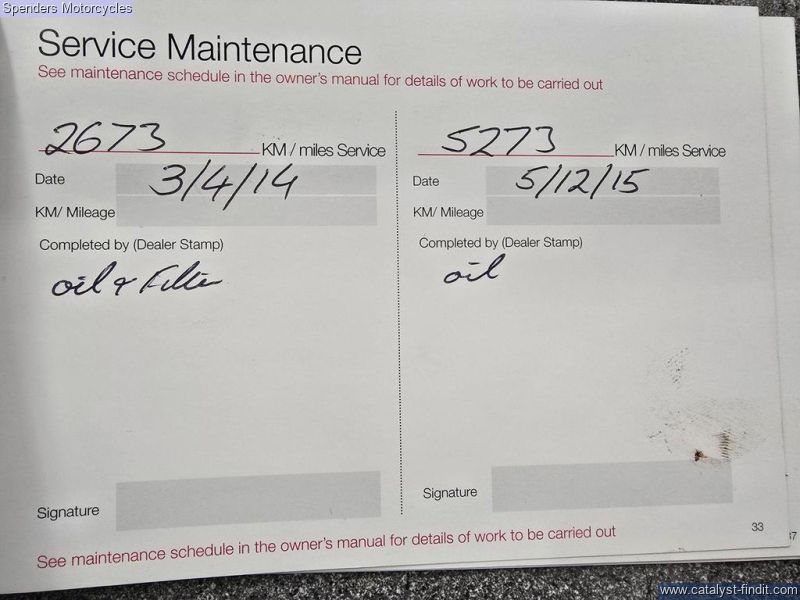 Spenders Motorcycles
Service Maintenance
See maintenance schedule in the owner's manual for details of work to be carried out
2673 KM / miles Service
Date 3/4/14
KM/ Mileage
Completed by (Dealer Stamp)
oil & Filter
Signature
5273 KM / miles Service
Date 5/12/15
KM/ Mileage
Completed by (Dealer Stamp)
oil
Signature
33
37
See maintenance schedule in the owner's manual for details of work to be carried out
www.catalyst-findit.com